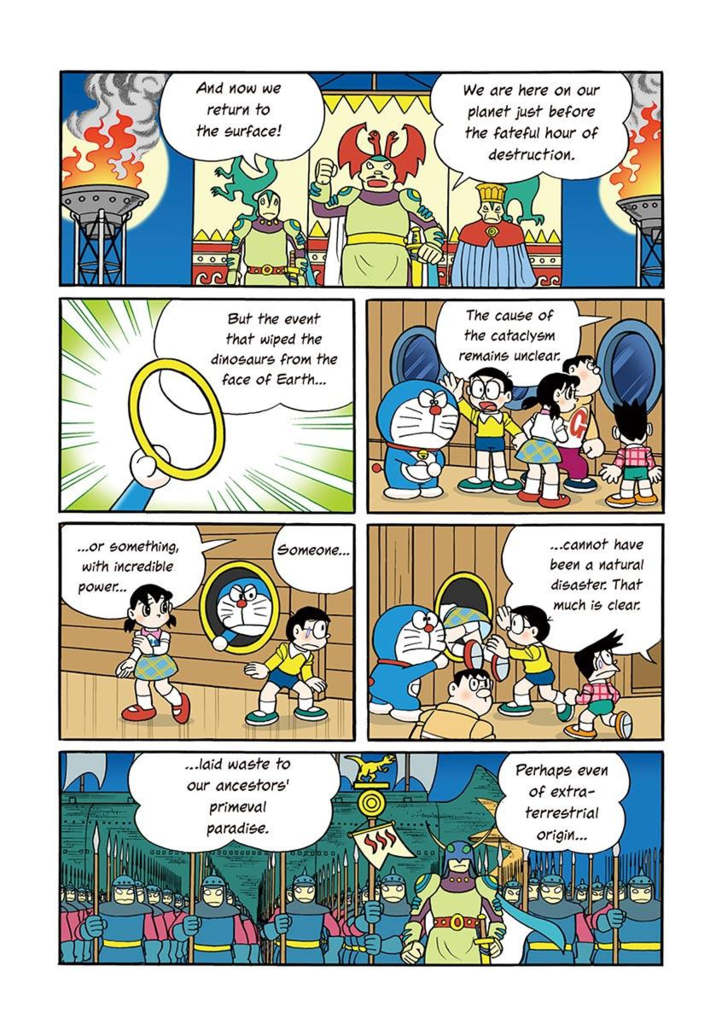 We are here on our
planet just before
the fateful hour of
destruction.
And now we
return to
the surface!
The cause of
the cataclysm
remains unclear.
G
But the event
that wiped the
dinosaurs from the
face of Earth...
...cannot have
been a natural
disaster. That
much is clear.
Someone...
...or something,
with incredible
power...
Perhaps even
of extra-
terrestrial
origin...
...laid waste to
our ancestors'
primeval
paradise.